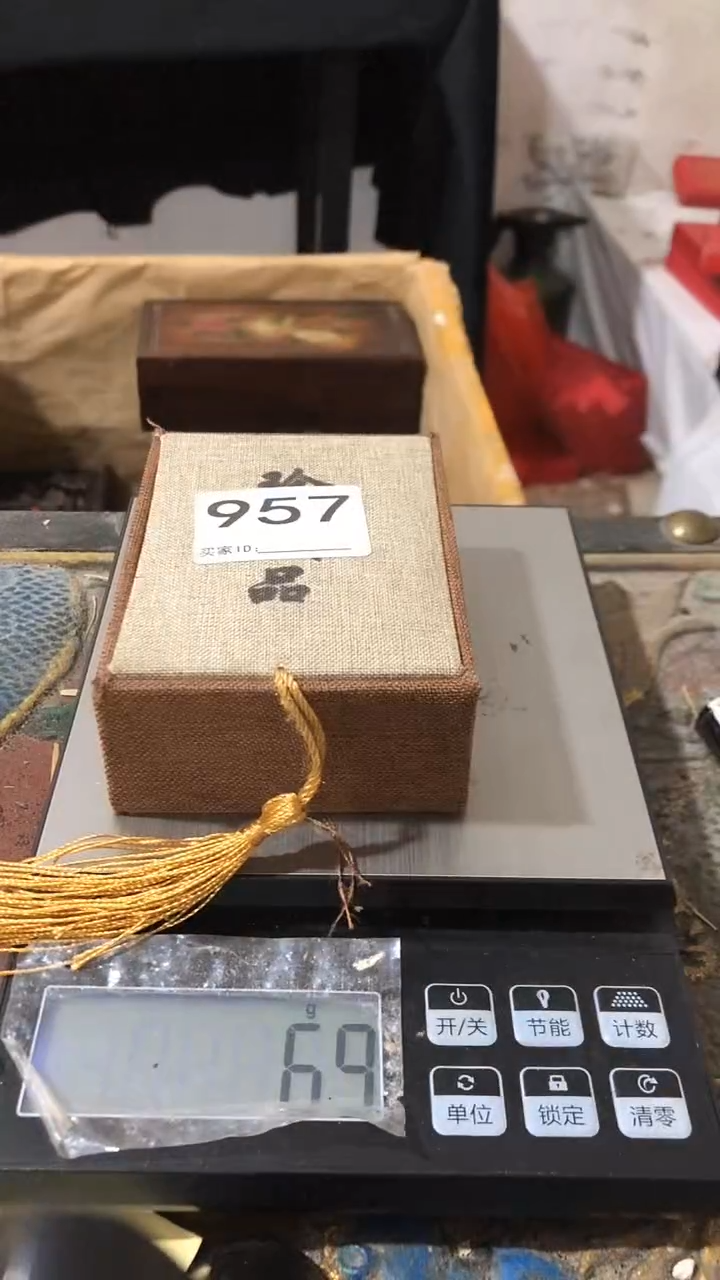 珍
957
买家ID:
品
g
69
开/关
节能
计数
单位
锁定
清零